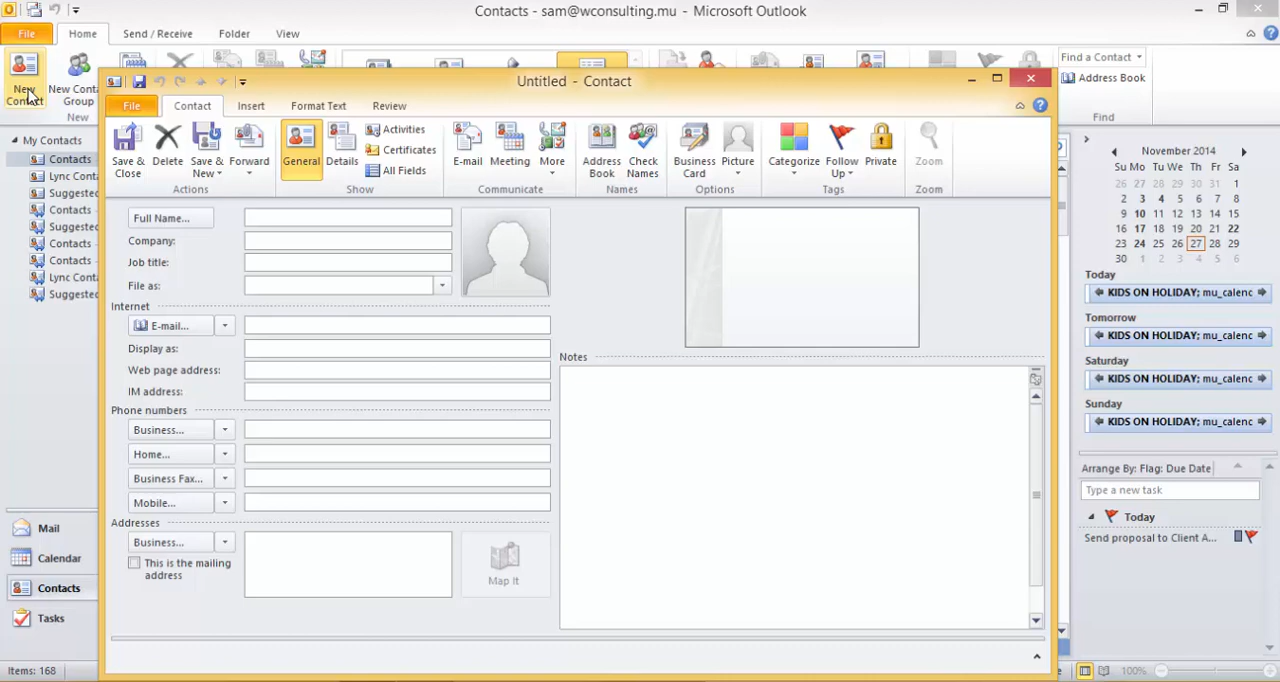 Contacts - sam@wconsulting.mu - Microsoft Outlook
File Home Send / Receive Folder View
New Contact
New Conta Group
New
Find a Contact
Address Book
Find
Untitled - Contact
File Contact Insert Format Text Review
Save & Close
Delete
Save & New
Forward
Actions
General
Details
Activities
Certificates
All Fields
Show
E-mail
Meeting
More
Communicate
Address Book
Check Names
Names
Business Card
Picture
Options
Categorize
Follow Up
Private
Tags
Zoom
Zoom
My Contacts
Contacts
Lync Conta
Suggested
Contacts -
Suggested
Contacts -
Contacts -
Lync Conta
Suggested
Mail
Calendar
Contacts
Tasks
Full Name...
Company:
Job title:
File as:
Internet
E-mail...
Display as:
Web page address:
IM address:
Phone numbers
Business...
Home...
Business Fax...
Mobile...
Addresses
Business...
This is the mailing address
Map It
Notes
November 2014
Su Mo Tu We Th Fr Sa
26 27 28 29 30 31 1
2 3 4 5 6 7 8
9 10 11 12 13 14 15
16 17 18 19 20 21 22
23 24 25 26 27 28 29
30 1 2 3 4 5 6
Today
KIDS ON HOLIDAY; mu_calenc
Tomorrow
KIDS ON HOLIDAY; mu_calenc
Saturday
KIDS ON HOLIDAY; mu_calenc
Sunday
KIDS ON HOLIDAY; mu_calenc
Arrange By: Flag: Due Date
Type a new task
Today
Send proposal to Client A...
Items: 168
100%